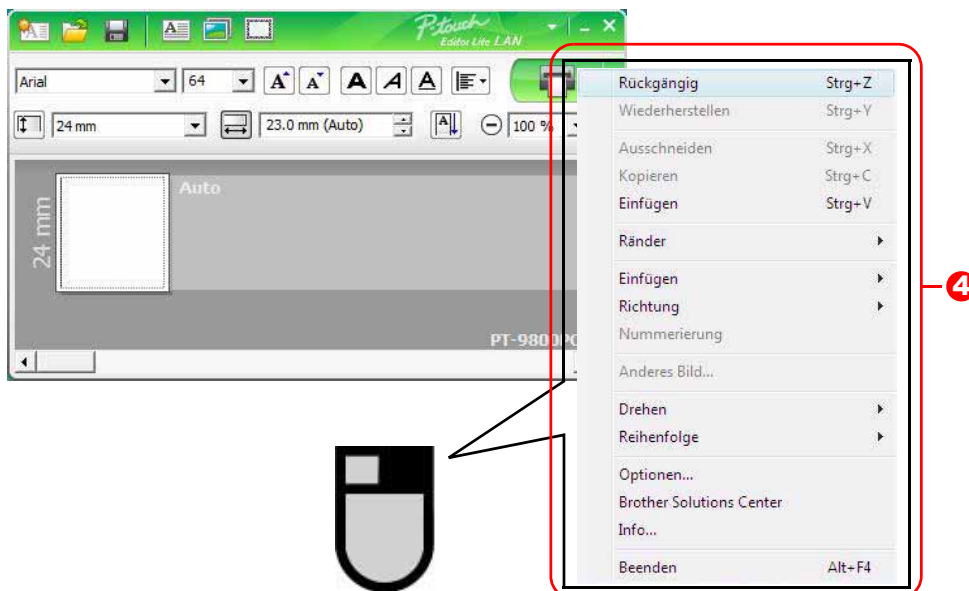 P-touch
Editor Lite LAN
Arial
64
A A A A A
24 mm
23.0 mm (Auto)
A
100 %
Auto
24 mm
PT-9800PC
Rückgängig Strg+Z
Wiederherstellen Strg+Y
Ausschneiden Strg+X
Kopieren Strg+C
Einfügen Strg+V
Ränder
Einfügen
Richtung
Nummerierung
Anderes Bild...
Drehen
Reihenfolge
Optionen...
Brother Solutions Center
Info...
Beenden Alt+F4
4